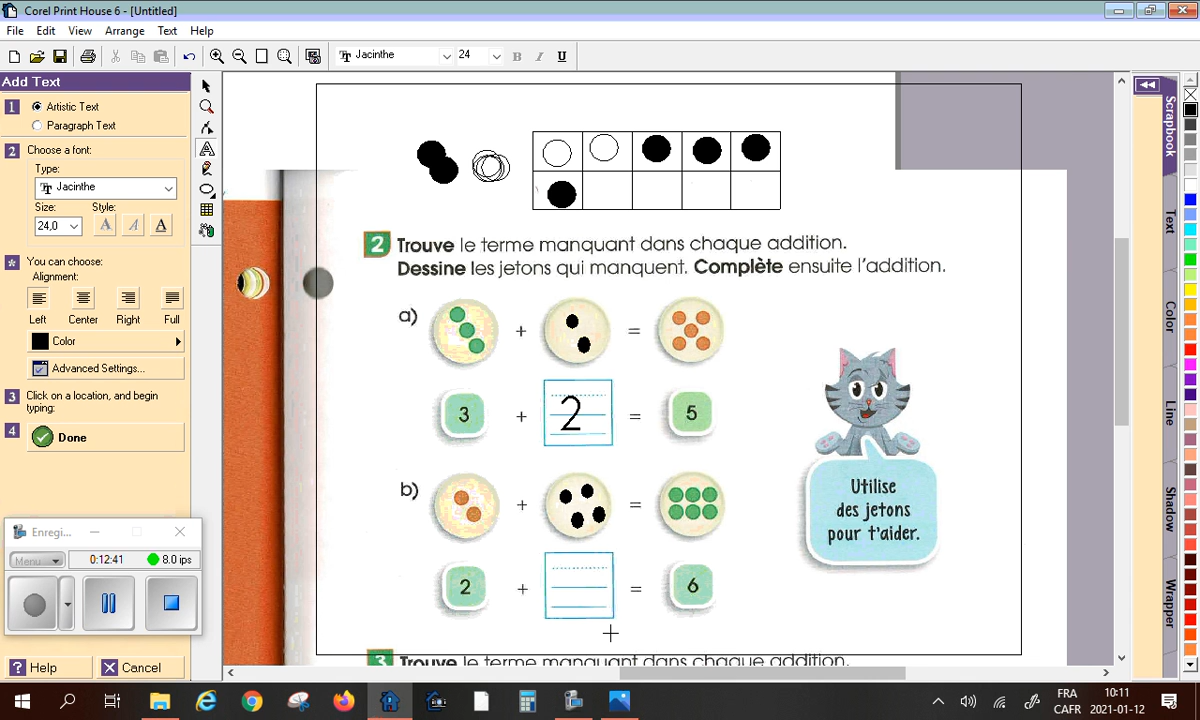 Corel Print House 6 - [Untitled]
File Edit View Arrange Text Help
Jacinthe 24 B I U
Add Text
1 Artistic Text
Paragraph Text
2 Choose a font:
Type:
Jacinthe
Size: Style:
24,0 A A A
* You can choose:
Alignment:
Left Center Right Full
Color
Advanced Settings...
3 Click on a location, and begin
typing:
4 Done
Enregi...
Menu 0:12:41 8.0 ips
Help Cancel
2 Trouve le terme manquant dans chaque addition.
Dessine les jetons qui manquent. Complète ensuite l'addition.
a) + =
3 + 2 = 5
b) + =
2 + = 6
Utilise
des jetons
pour t'aider.
3 Trouve le terme manquant dans chaque addition.
Scrapbook
Text
Color
Line
Shadow
Wrapper
FRA 10:11
CAFR 2021-01-12